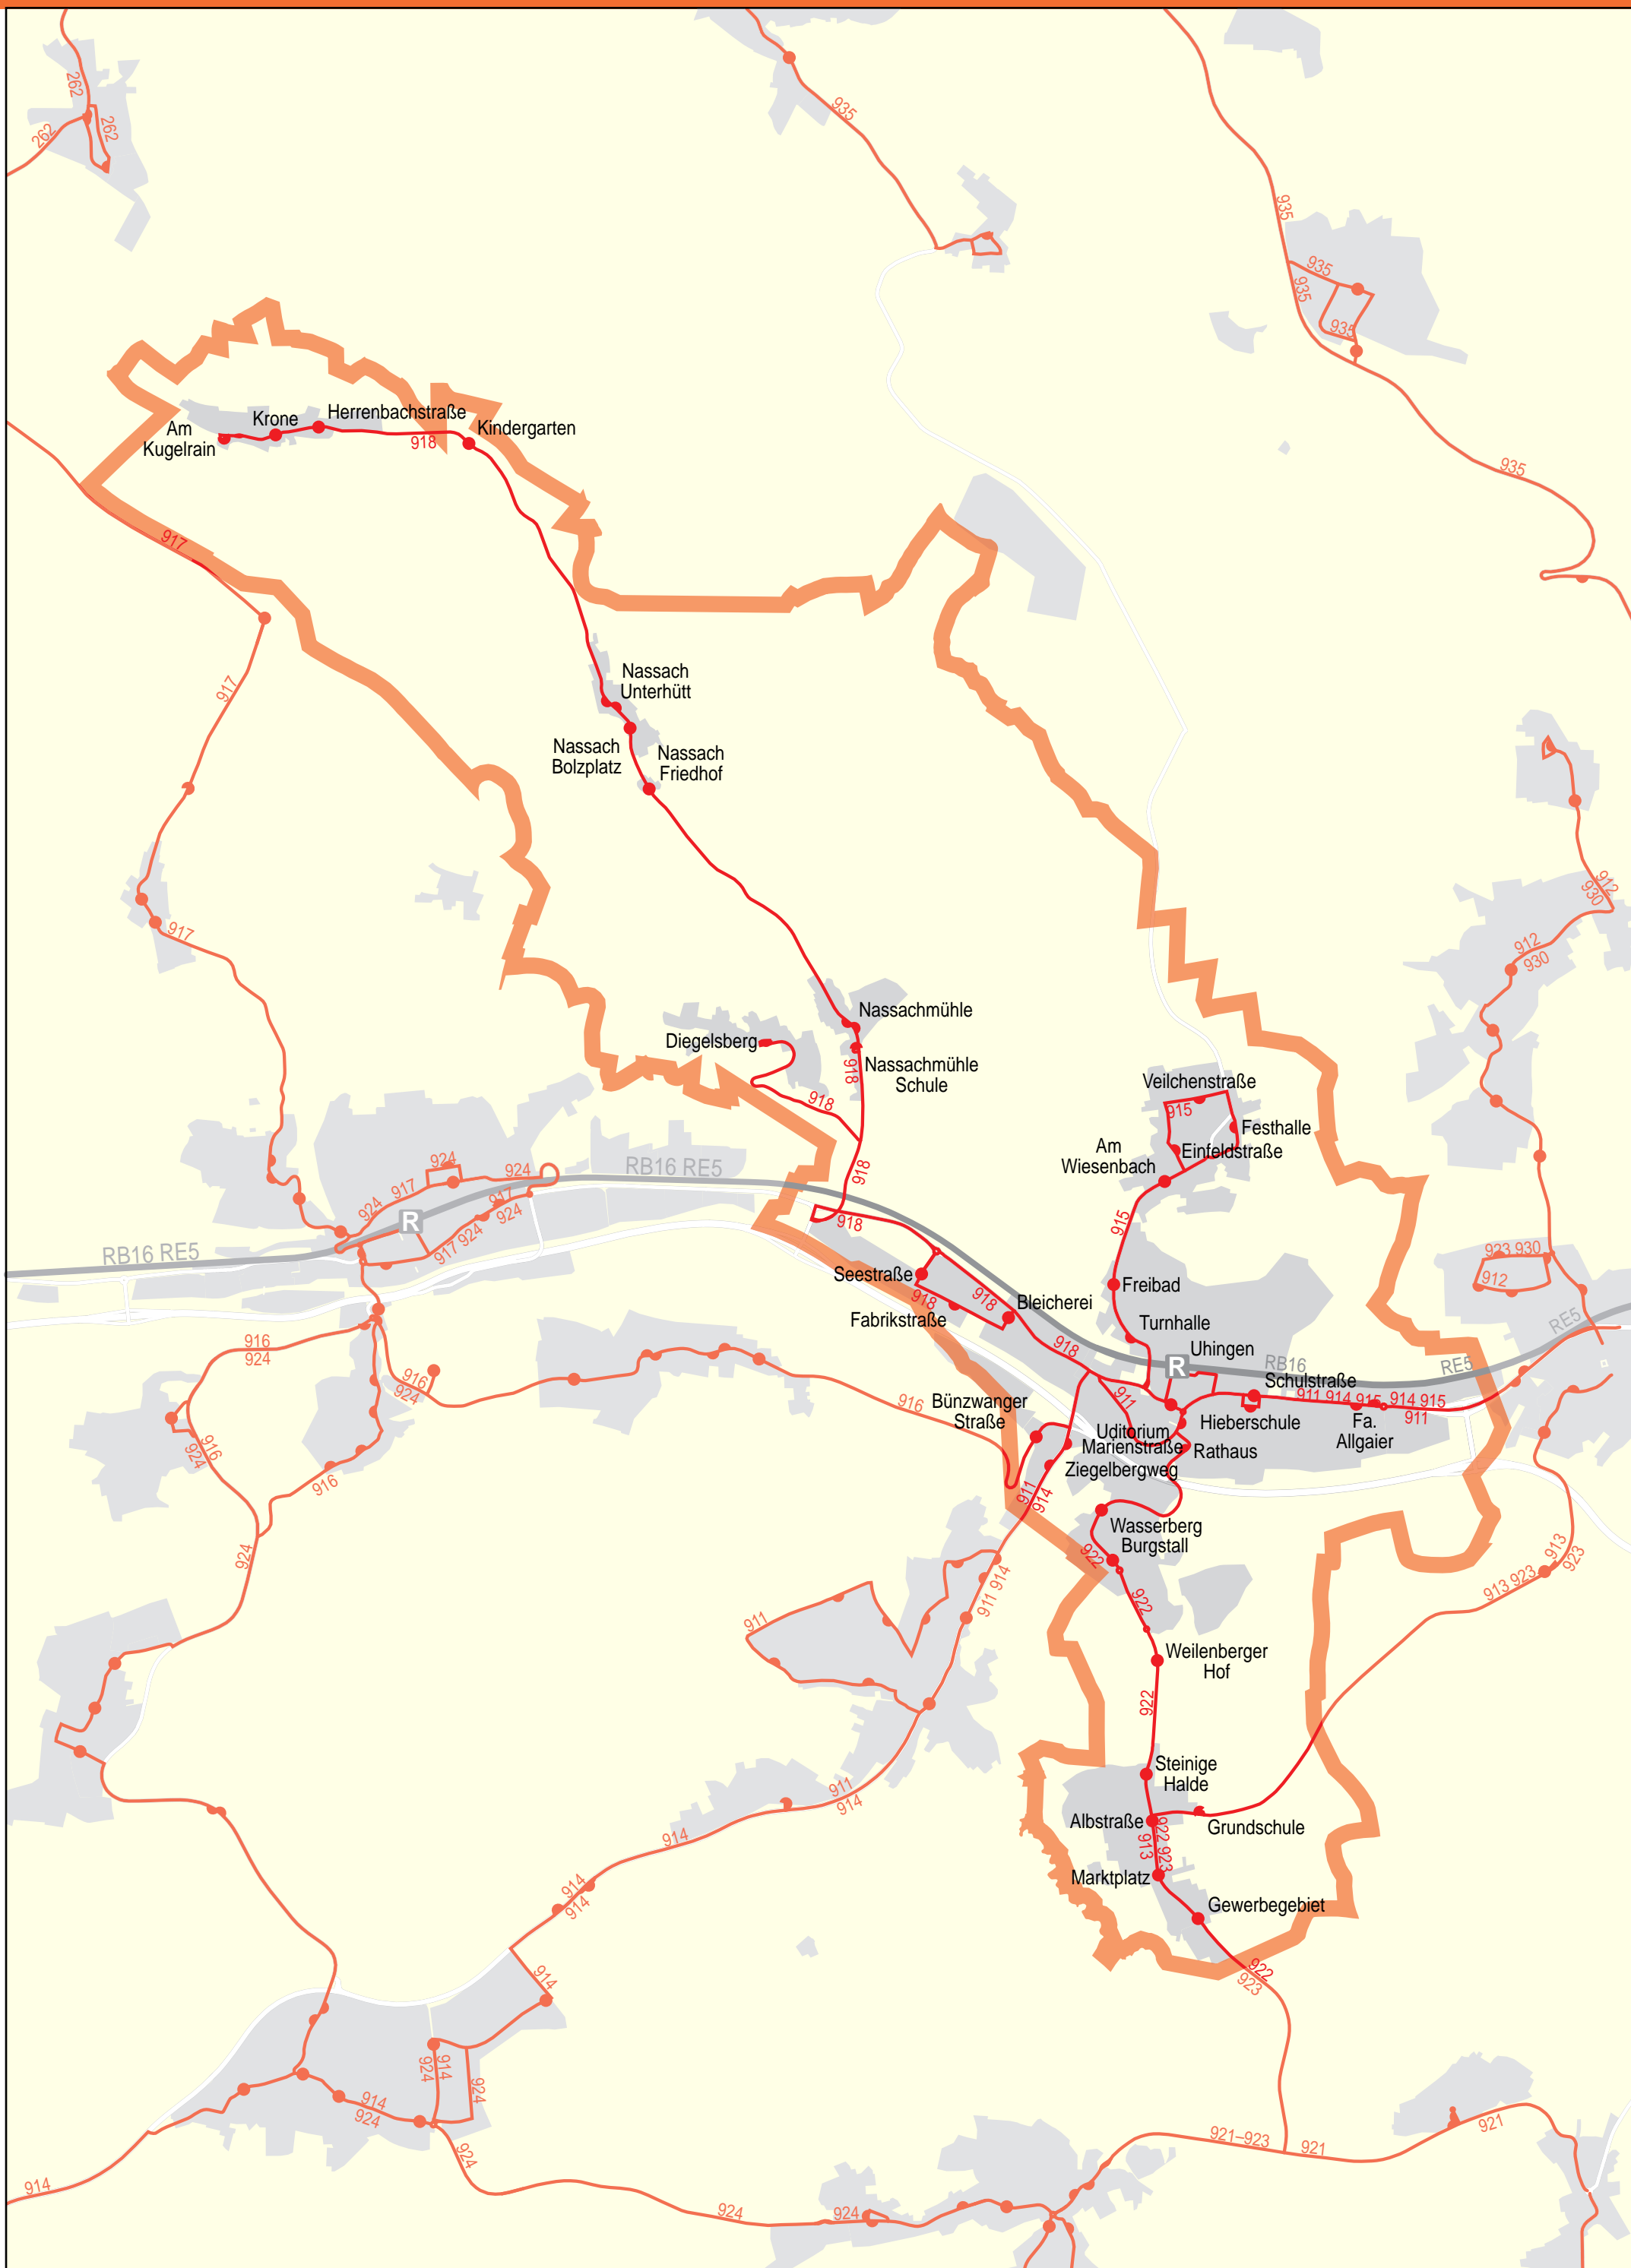 262
262
262
935
935
935
935
935
935
Herrenbachstraße
Krone
Am
Kugelrain
918
Kindergarten
917
917
Nassach
Unterhütt
Nassach
Bolzplatz
Nassach
Friedhof
912
930
912
930
917
Nassachmühle
Diegelsberg
918
Nassachmühle
Schule
918
Veilchenstraße
915
Festhalle
Am
Wiesenbach
Einfeldstraße
924
924
RB16 RE5
918
924
917
917
924
R
917 924
918
915
RB16 RE5
923 930
912
Seestraße
918
918
Fabrikstraße
Bleicherei
Freibad
Turnhalle
RE5
916
924
918
Uhingen
R
RB16
RE5
916
924
Schulstraße
911 914 915
914 915
911
916
Bünzwanger
Straße
911
Uditorium
Hieberschule
Fa.
Allgaier
Marienstraße
Rathaus
Ziegelbergweg
916
924
916
911
914
Wasserberg
Burgstall
922
924
913
923
913 923
911 914
922
911
Weilenberger
Hof
922
Steinige
Halde
911
914
Albstraße
922 923
913
Grundschule
914
Marktplatz
Gewerbegebiet
914
914
922
923
914
914
924
924
914
924
924
921–923
921
921
914
924
924